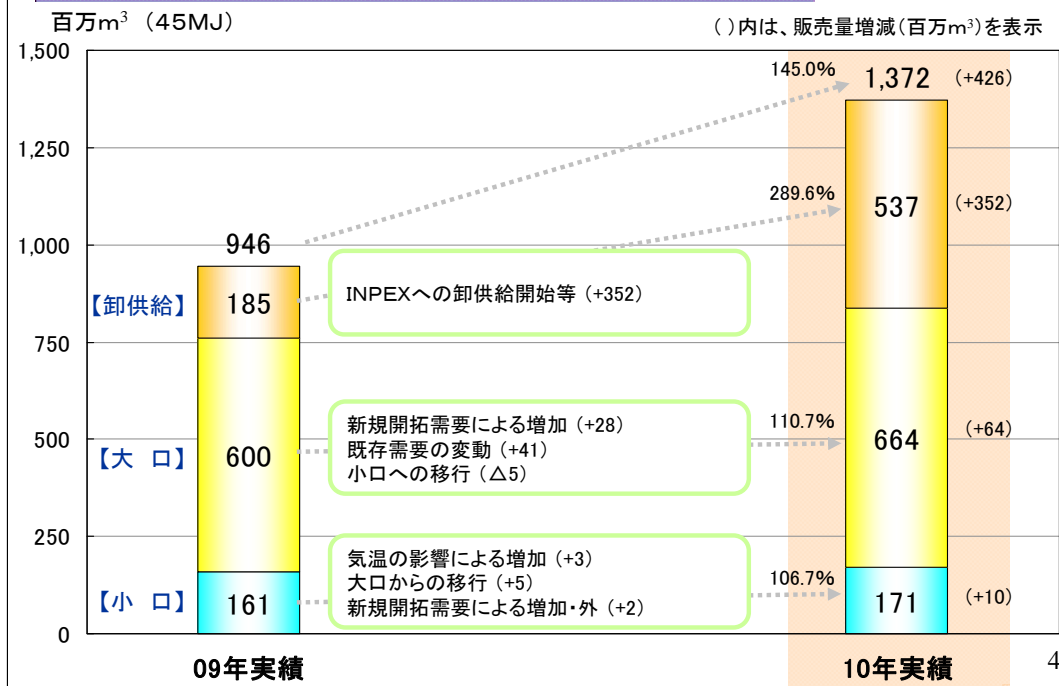 百万m³ (45MJ)
( )内は、販売量増減(百万m³)を表示
1,500
1,250
1,000
750
500
250
0
145.0%
1,372
(+426)
289.6%
537
(+352)
946
【卸供給】
185
INPEXへの卸供給開始等 (+352)
【大　口】
600
新規開拓需要による増加 (+28)
既存需要の変動 (+41)
小口への移行 (△5)
110.7%
664
(+64)
【小　口】
161
気温の影響による増加 (+3)
大口からの移行 (+5)
新規開拓需要による増加・外 (+2)
106.7%
171
(+10)
09年実績
10年実績
4